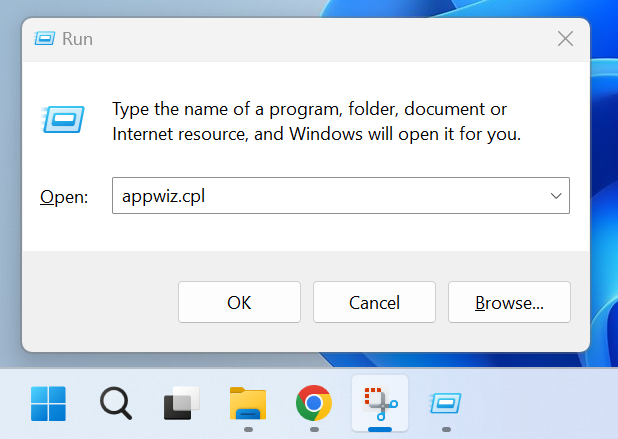 Run
Type the name of a program, folder, document or
Internet resource, and Windows will open it for you.
Open: appwiz.cpl
OK Cancel Browse...